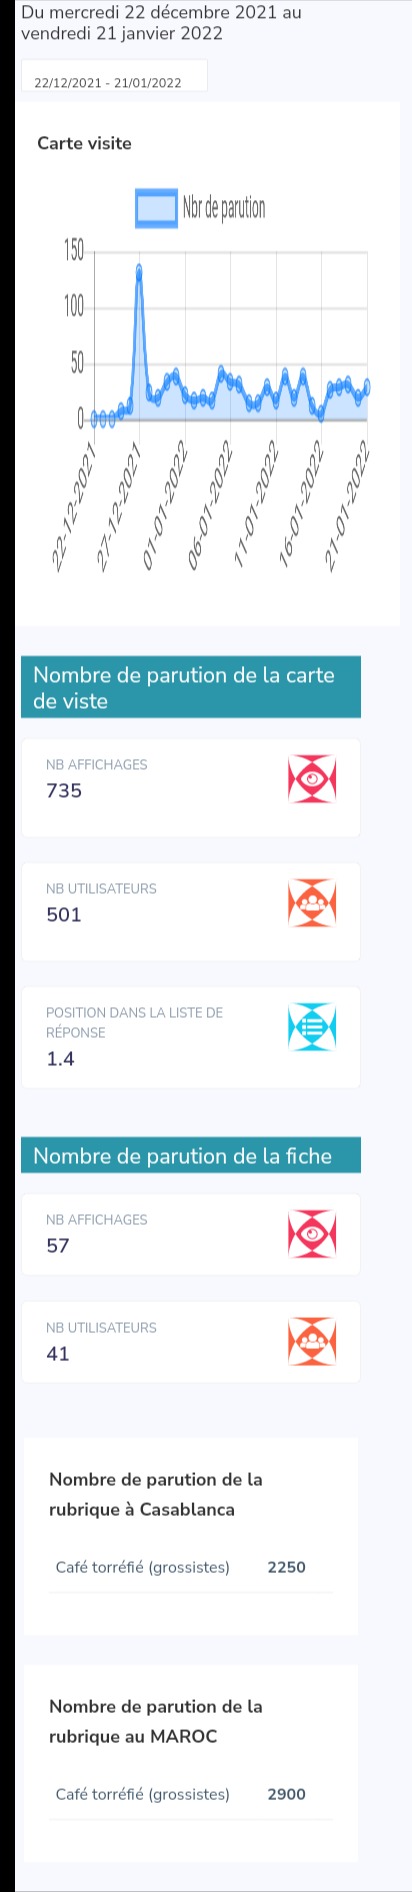 Du mercredi 22 décembre 2021 au
vendredi 21 janvier 2022
22/12/2021 - 21/01/2022
Carte visite
Nbr de parution
150
100
50
0
22-12-2021
27-12-2021
01-01-2022
06-01-2022
11-01-2022
16-01-2022
21-01-2022
Nombre de parution de la carte
de viste
NB AFFICHAGES
735
NB UTILISATEURS
501
POSITION DANS LA LISTE DE
RÉPONSE
1.4
Nombre de parution de la fiche
NB AFFICHAGES
57
NB UTILISATEURS
41
Nombre de parution de la
rubrique à Casablanca
Café torréfié (grossistes) 2250
Nombre de parution de la
rubrique au MAROC
Café torréfié (grossistes) 2900